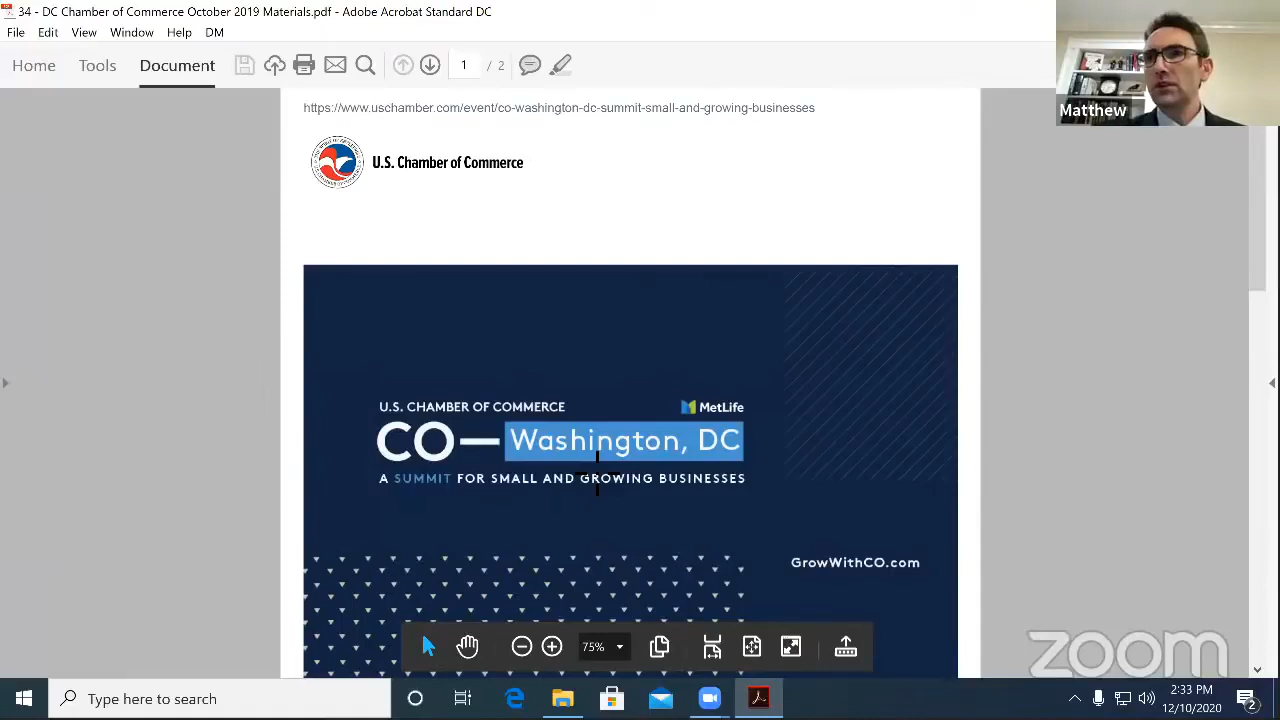 34 - DC Chamber of Commerce October 2019 Materials.pdf - Adobe Acrobat Standard DC
File Edit View Window Help DM
Home Tools Document 1 / 2
Matthew
https://www.uschamber.com/event/co-washington-dc-summit-small-and-growing-businesses
U.S. Chamber of Commerce
U.S. CHAMBER OF COMMERCE MetLife
CO— Washington, DC
A SUMMIT FOR SMALL AND GROWING BUSINESSES
GrowWithCO.com
75%
zoom
Type here to search
2:33 PM
12/10/2020
2